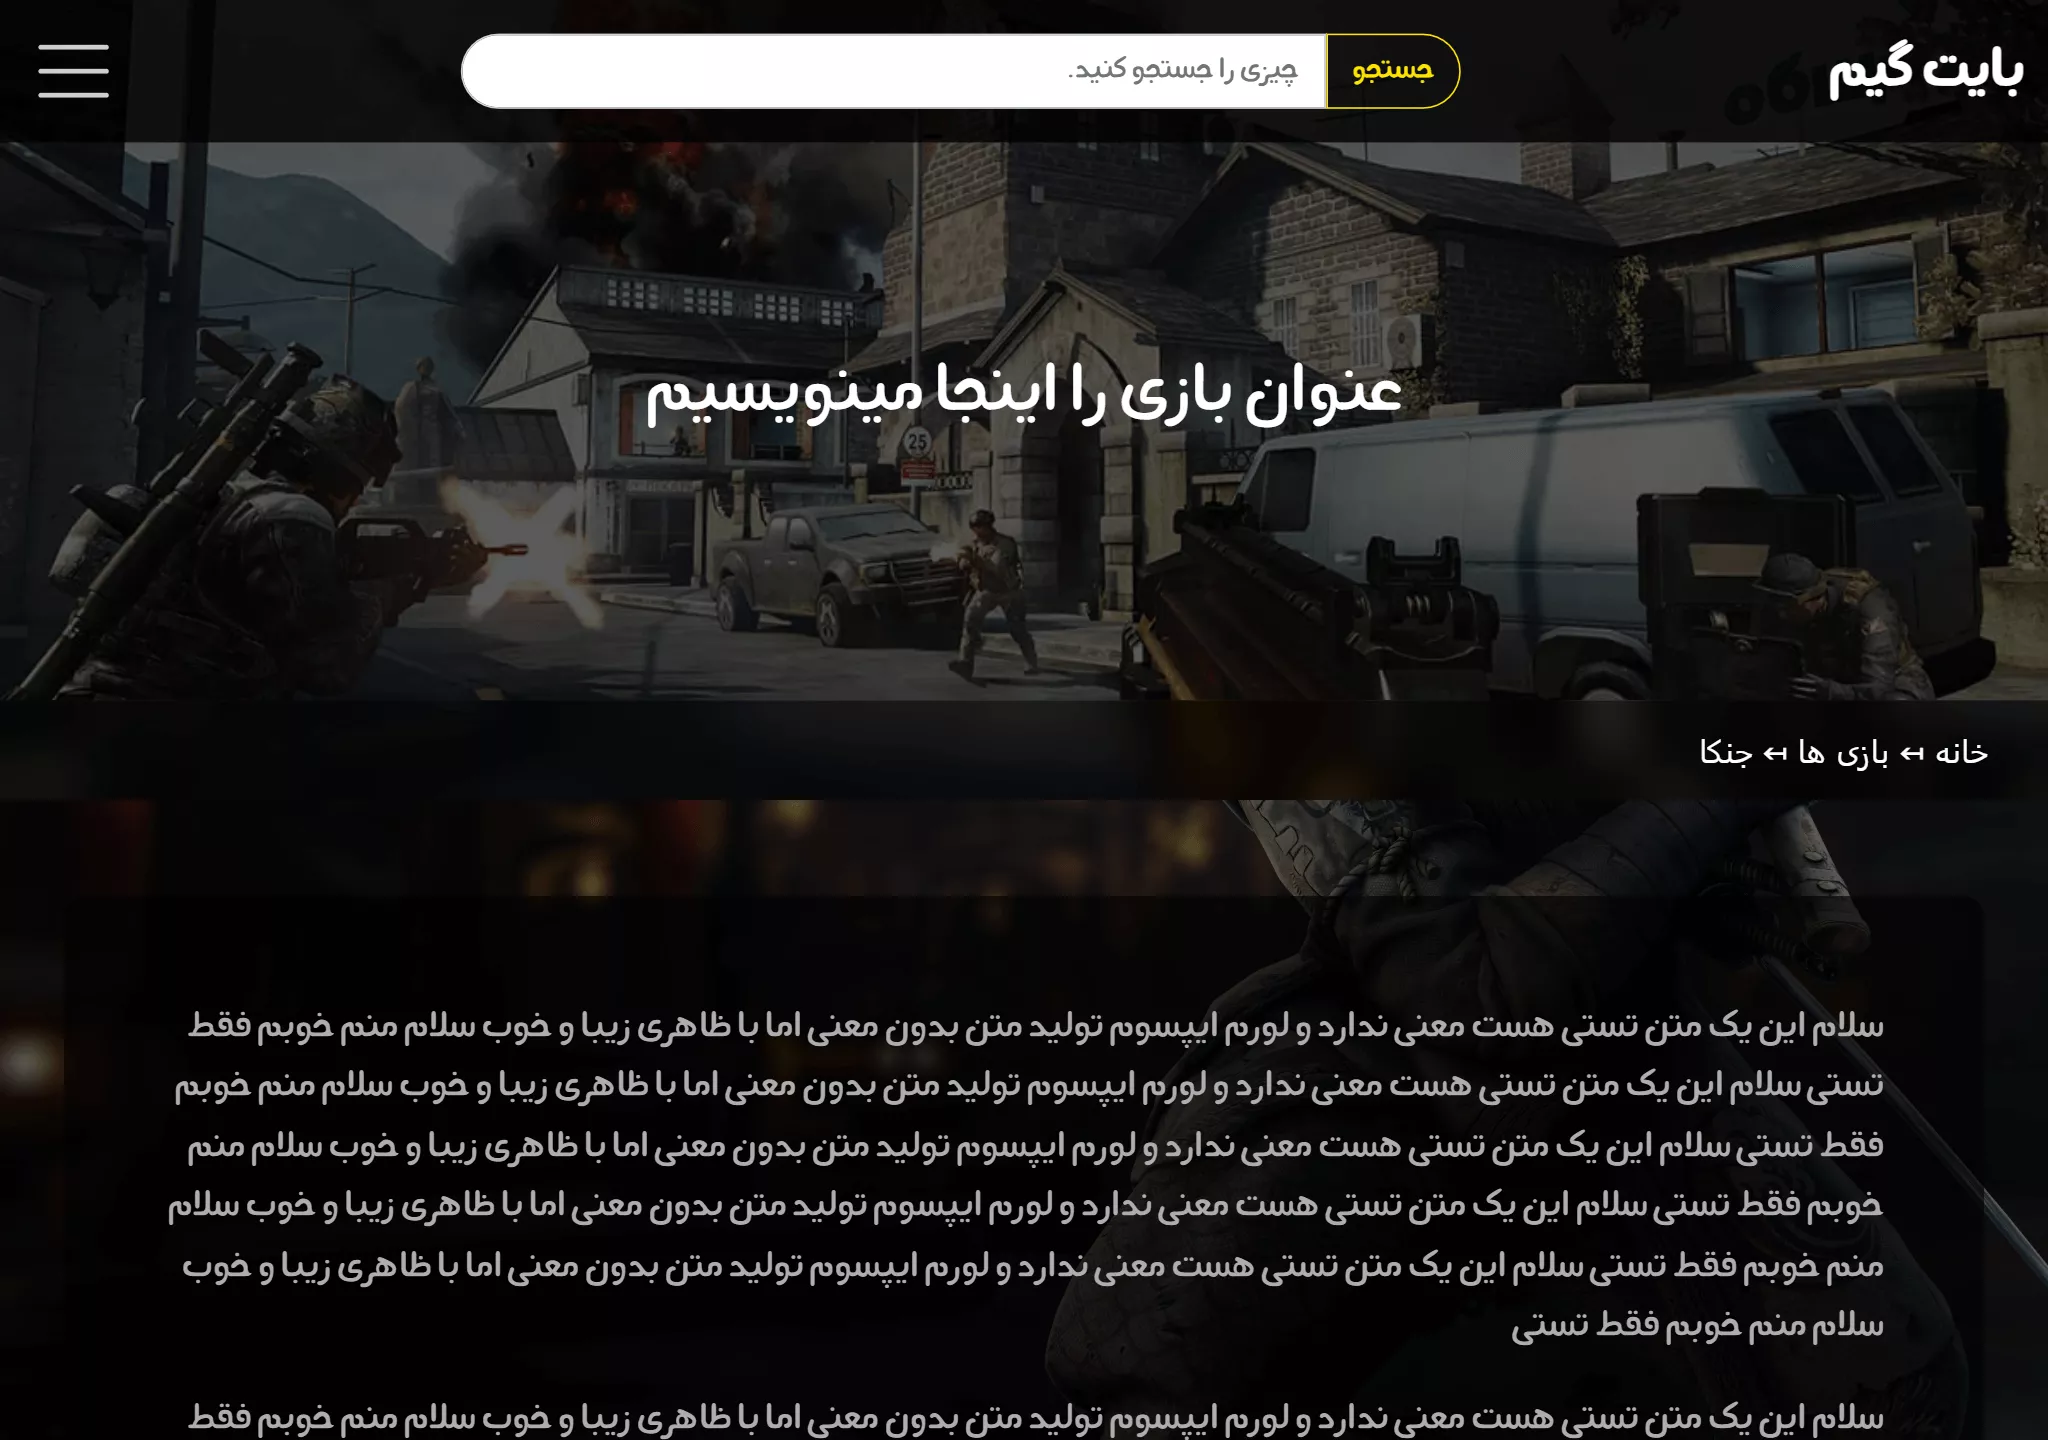 بایت گیم
جستجو
چیزی را جستجو کنید.
عنوان بازی را اینجا مینویسیم
25
خانه ↤ بازی ها ↤ جنکا
سلام این یک متن تستی هست معنی ندارد و لورم ایپسوم تولید متن بدون معنی اما با ظاهری زیبا و خوب سلام منم خوبم فقط
تستی سلام این یک متن تستی هست معنی ندارد و لورم ایپسوم تولید متن بدون معنی اما با ظاهری زیبا و خوب سلام منم خوبم
فقط تستی سلام این یک متن تستی هست معنی ندارد و لورم ایپسوم تولید متن بدون معنی اما با ظاهری زیبا و خوب سلام منم
خوبم فقط تستی سلام این یک متن تستی هست معنی ندارد و لورم ایپسوم تولید متن بدون معنی اما با ظاهری زیبا و خوب سلام
منم خوبم فقط تستی سلام این یک متن تستی هست معنی ندارد و لورم ایپسوم تولید متن بدون معنی اما با ظاهری زیبا و خوب
سلام منم خوبم فقط تستی
سلام این یک متن تستی هست معنی ندارد و لورم ایپسوم تولید متن بدون معنی اما با ظاهری زیبا و خوب سلام منم خوبم فقط